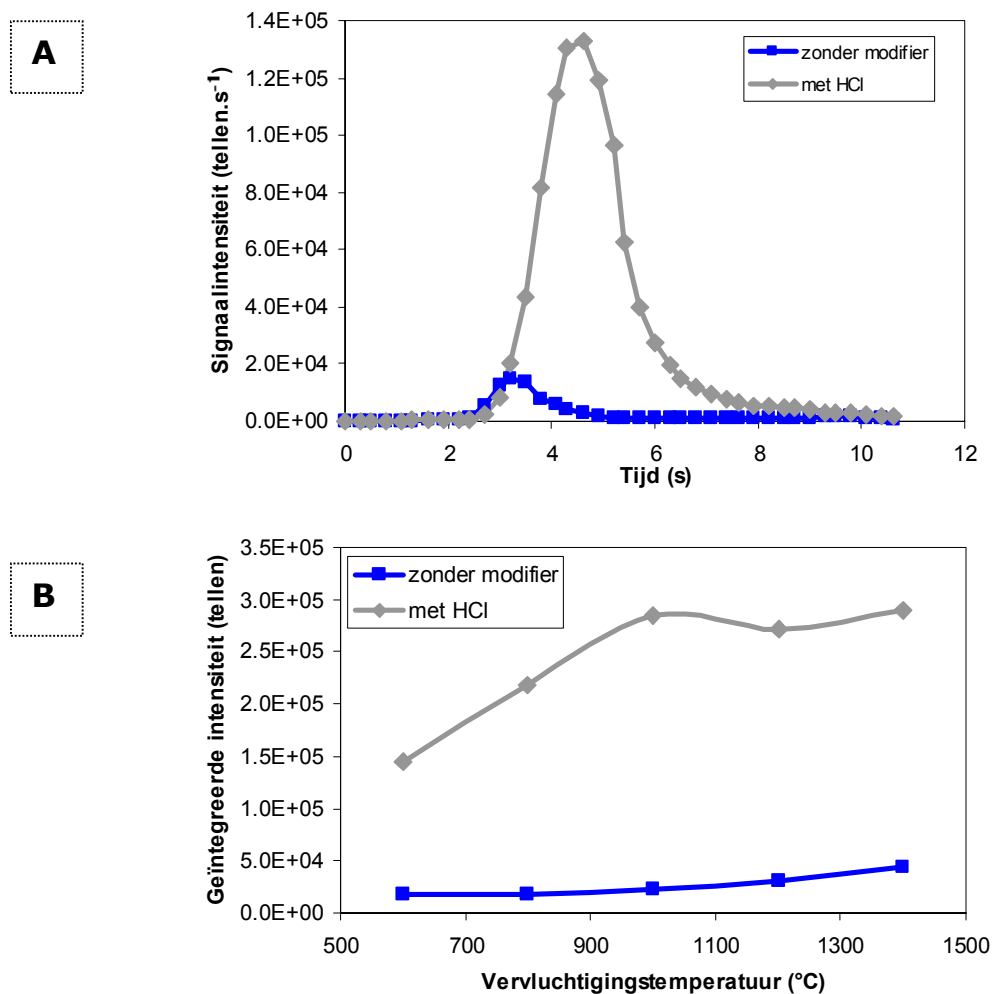 A
1.4E+05
1.2E+05
1.0E+05
8.0E+04
6.0E+04
4.0E+04
2.0E+04
0.0E+00
Signaalintensiteit (tellen.s-1)
zonder modifier
met HCl
0 2 4 6 8 10 12
Tijd (s)
B
3.5E+05
3.0E+05
2.5E+05
2.0E+05
1.5E+05
1.0E+05
5.0E+04
0.0E+00
Geïntegreerde intensiteit (tellen)
zonder modifier
met HCl
500 700 900 1100 1300 1500
Vervluchtigingstemperatuur (°C)